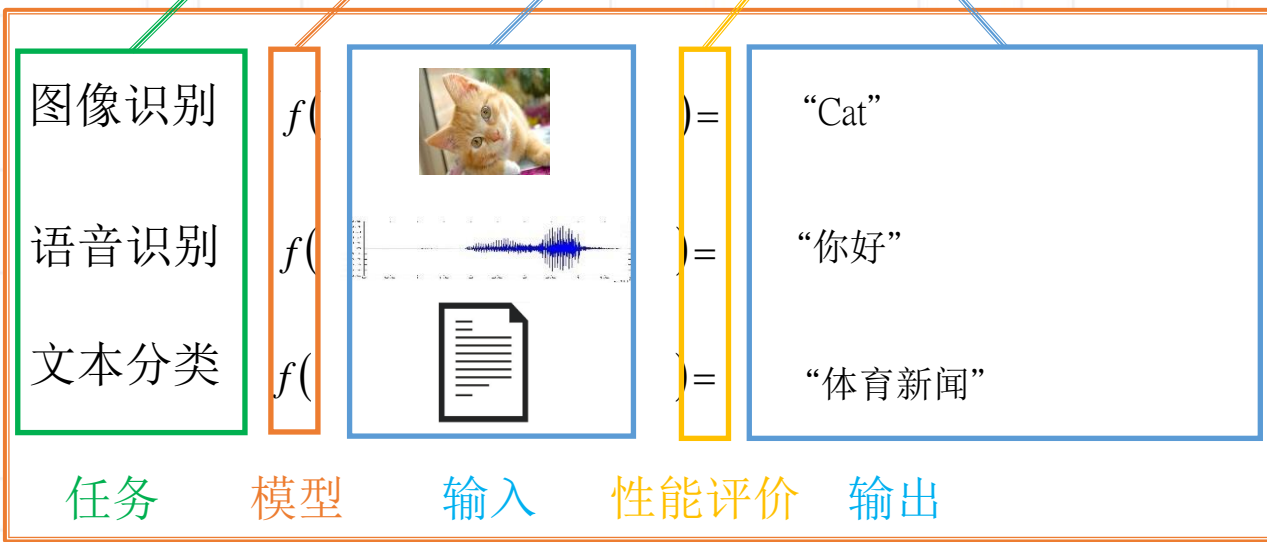 图像识别 f( )= “Cat”
语音识别 f( )= “你好”
文本分类 f( )= “体育新闻”
任务 模型 输入 性能评价 输出